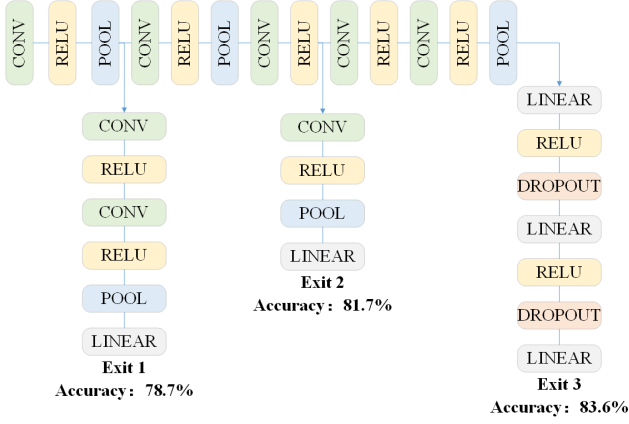 CONV
RELU
POOL
CONV
RELU
POOL
CONV
RELU
CONV
RELU
CONV
RELU
POOL
CONV
RELU
CONV
RELU
POOL
LINEAR
Exit 1
Accuracy：78.7%
CONV
RELU
POOL
LINEAR
Exit 2
Accuracy：81.7%
LINEAR
RELU
DROPOUT
LINEAR
RELU
DROPOUT
LINEAR
Exit 3
Accuracy：83.6%